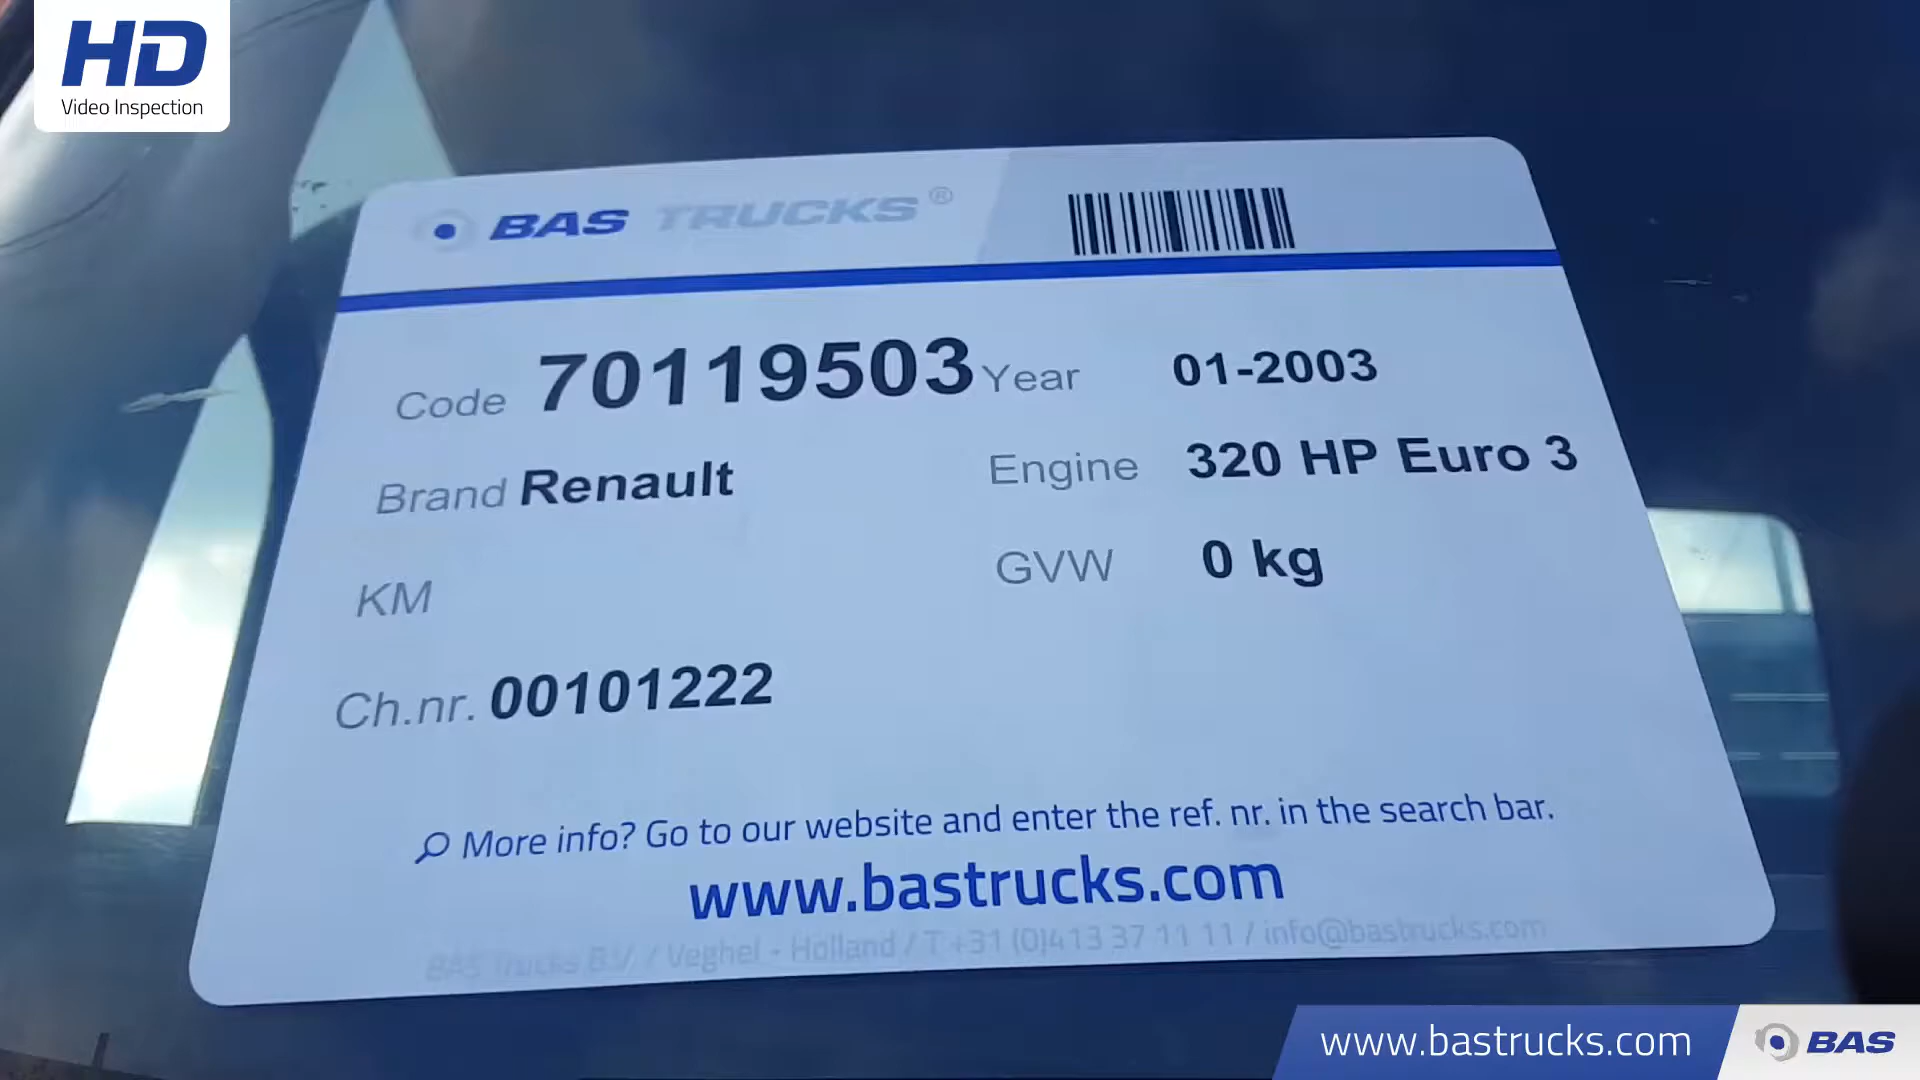 HD
Video Inspection
BAS TRUCKS®
Code 70119503 Year 01-2003
Brand Renault Engine 320 HP Euro 3
KM GVW 0 kg
Ch.nr. 00101222
More info? Go to our website and enter the ref. nr. in the search bar.
www.bastrucks.com
BAS Trucks B.V. / Veghel - Holland / T +31 (0)413 37 11 11 / info@bastrucks.com
www.bastrucks.com BAS